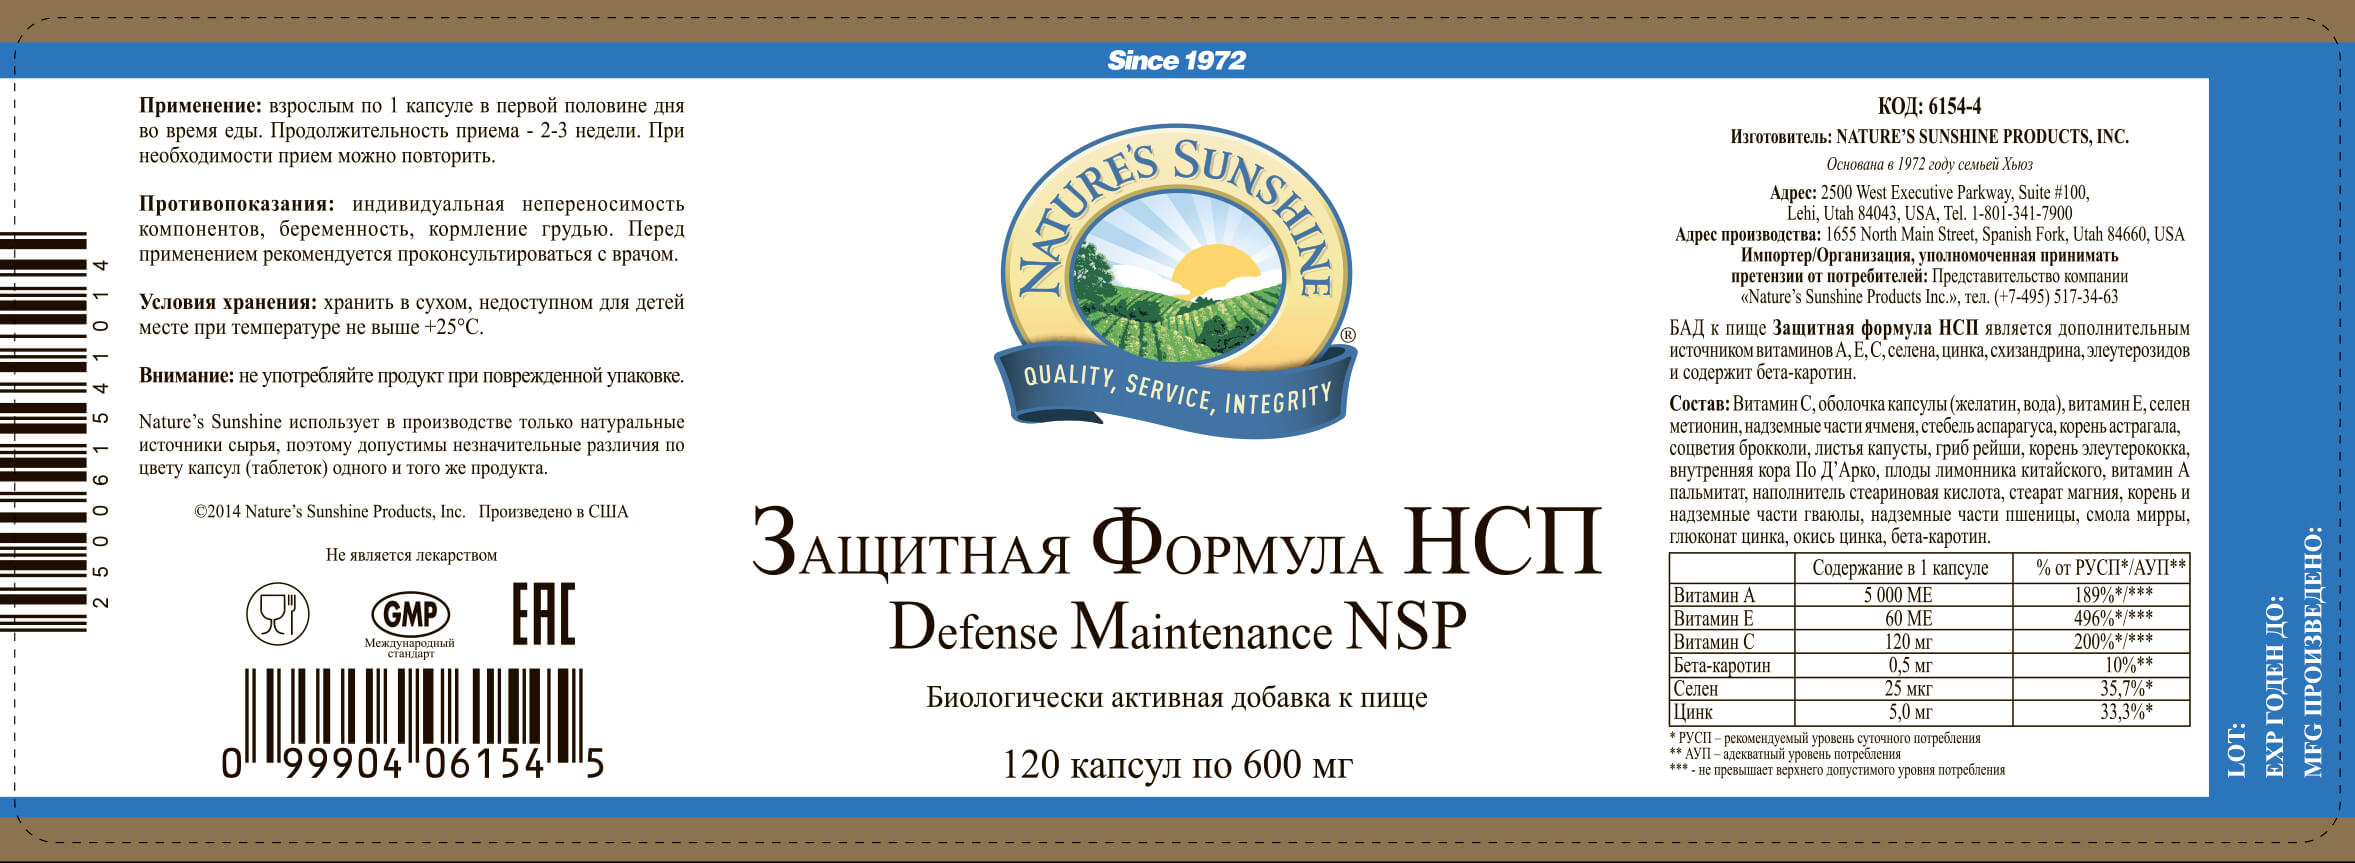 Since 1972
Применение: взрослым по 1 капсуле в первой половине дня
во время еды. Продолжительность приема - 2-3 недели. При
необходимости прием можно повторить.
Противопоказания: индивидуальная непереносимость
компонентов, беременность, кормление грудью. Перед
применением рекомендуется проконсультироваться с врачом.
Условия хранения: хранить в сухом, недоступном для детей
месте при температуре не выше +25°С.
Внимание: не употребляйте продукт при поврежденной упаковке.
Nature's Sunshine использует в производстве только натуральные
источники сырья, поэтому допустимы незначительные различия по
цвету капсул (таблеток) одного и того же продукта.
©2014 Nature's Sunshine Products, Inc. Произведено в США
Не является лекарством
GMP
Международный
стандарт
EAC
0 99904 06154 5
250061541014
NATURE'S SUNSHINE
®
QUALITY, SERVICE, INTEGRITY
ЗАЩИТНАЯ ФОРМУЛА НСП
Defense Maintenance NSP
Биологически активная добавка к пище
120 капсул по 600 мг
КОД: 6154-4
Изготовитель: NATURE'S SUNSHINE PRODUCTS, INC.
Основана в 1972 году семьей Хьюз
Адрес: 2500 West Executive Parkway, Suite #100,
Lehi, Utah 84043, USA, Tel. 1-801-341-7900
Адрес производства: 1655 North Main Street, Spanish Fork, Utah 84660, USA
Импортер/Организация, уполномоченная принимать
претензии от потребителей: Представительство компании
«Nature's Sunshine Products Inc.», тел. (+7-495) 517-34-63
БАД к пище Защитная формула НСП является дополнительным
источником витаминов А, Е, С, селена, цинка, схизандрина, элеутерозидов
и содержит бета-каротин.
Состав: Витамин С, оболочка капсулы (желатин, вода), витамин Е, селен
метионин, надземные части ячменя, стебель аспарагуса, корень астрагала,
соцветия брокколи, листья капусты, гриб рейши, корень элеутерококка,
внутренняя кора По Д'Арко, плоды лимонника китайского, витамин А
пальмитат, наполнитель стеариновая кислота, стеарат магния, корень и
надземные части гваюлы, надземные части пшеницы, смола мирры,
глюконат цинка, окись цинка, бета-каротин.
Содержание в 1 капсуле % от РУСП*/АУП**
Витамин А 5 000 МЕ 189%*/***
Витамин Е 60 МЕ 496%*/***
Витамин С 120 мг 200%*/***
Бета-каротин 0,5 мг 10%**
Селен 25 мкг 35,7%*
Цинк 5,0 мг 33,3%*
* РУСП – рекомендуемый уровень суточного потребления
** АУП – адекватный уровень потребления
*** - не превышает верхнего допустимого уровня потребления
LOT:
EXP ГОДЕН ДО:
MFG ПРОИЗВЕДЕНО: